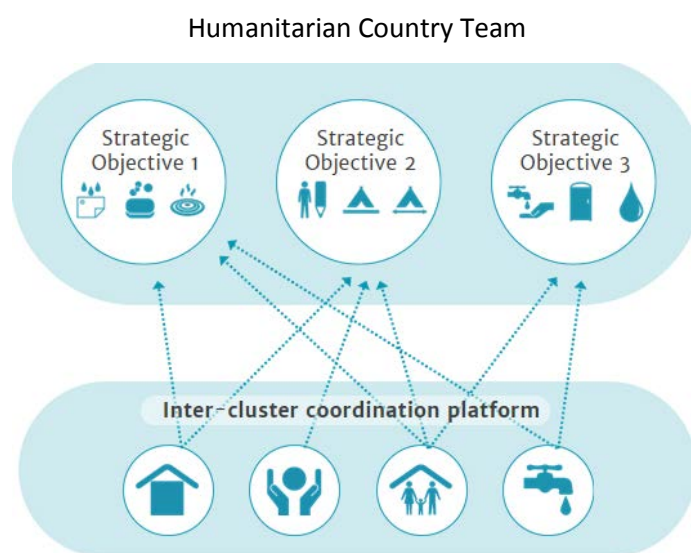 Humanitarian Country Team
Strategic
Objective 1
Strategic
Objective 2
Strategic
Objective 3
Inter-cluster coordination platform